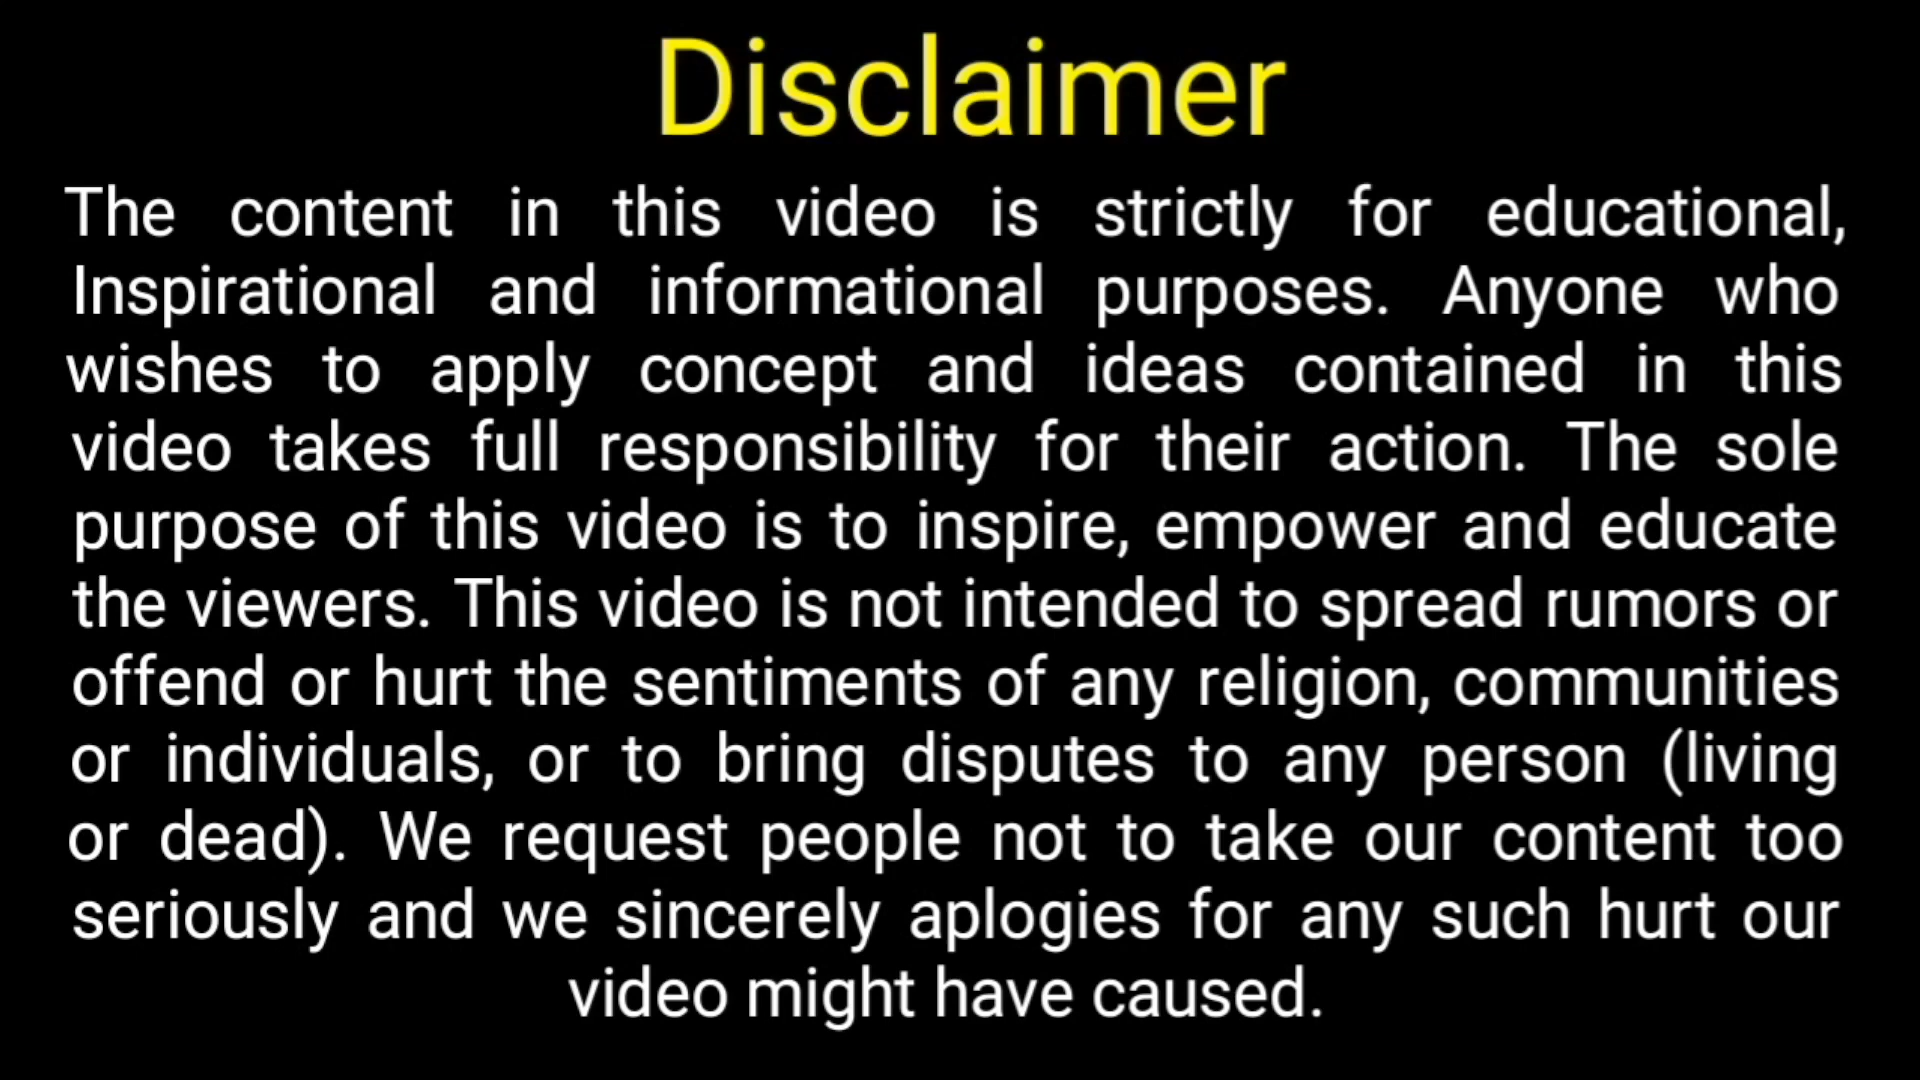 Disclaimer
The content in this video is strictly for educational,
Inspirational and informational purposes. Anyone who
wishes to apply concept and ideas contained in this
video takes full responsibility for their action. The sole
purpose of this video is to inspire, empower and educate
the viewers. This video is not intended to spread rumors or
offend or hurt the sentiments of any religion, communities
or individuals, or to bring disputes to any person (living
or dead). We request people not to take our content too
seriously and we sincerely aplogies for any such hurt our
video might have caused.